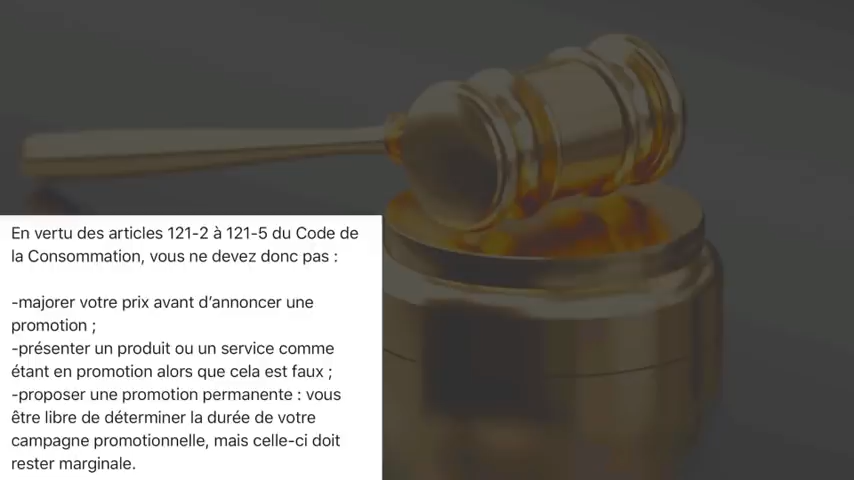 En vertu des articles 121-2 à 121-5 du Code de
la Consommation, vous ne devez donc pas :
-majorer votre prix avant d’annoncer une
promotion ;
-présenter un produit ou un service comme
étant en promotion alors que cela est faux ;
-proposer une promotion permanente : vous
être libre de déterminer la durée de votre
campagne promotionnelle, mais celle-ci doit
rester marginale.